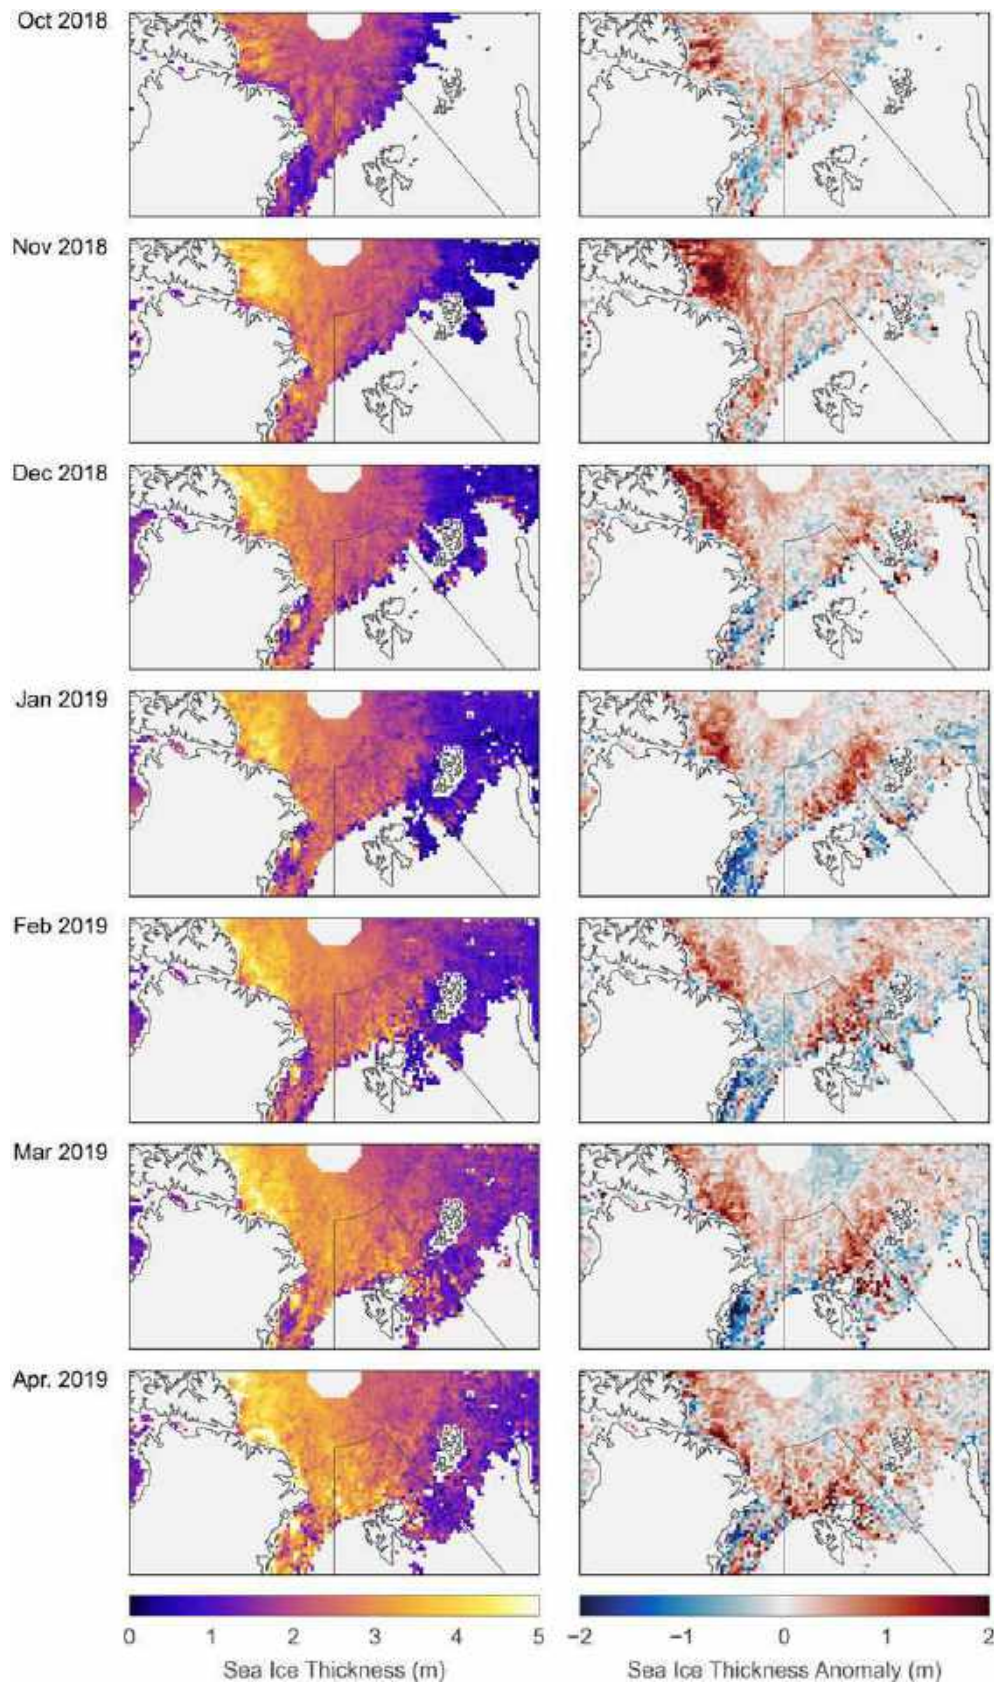 Oct 2018
Nov 2018
Dec 2018
Jan 2019
Feb 2019
Mar 2019
Apr. 2019
0 1 2 3 4 5
Sea Ice Thickness (m)
−2 −1 0 1 2
Sea Ice Thickness Anomaly (m)